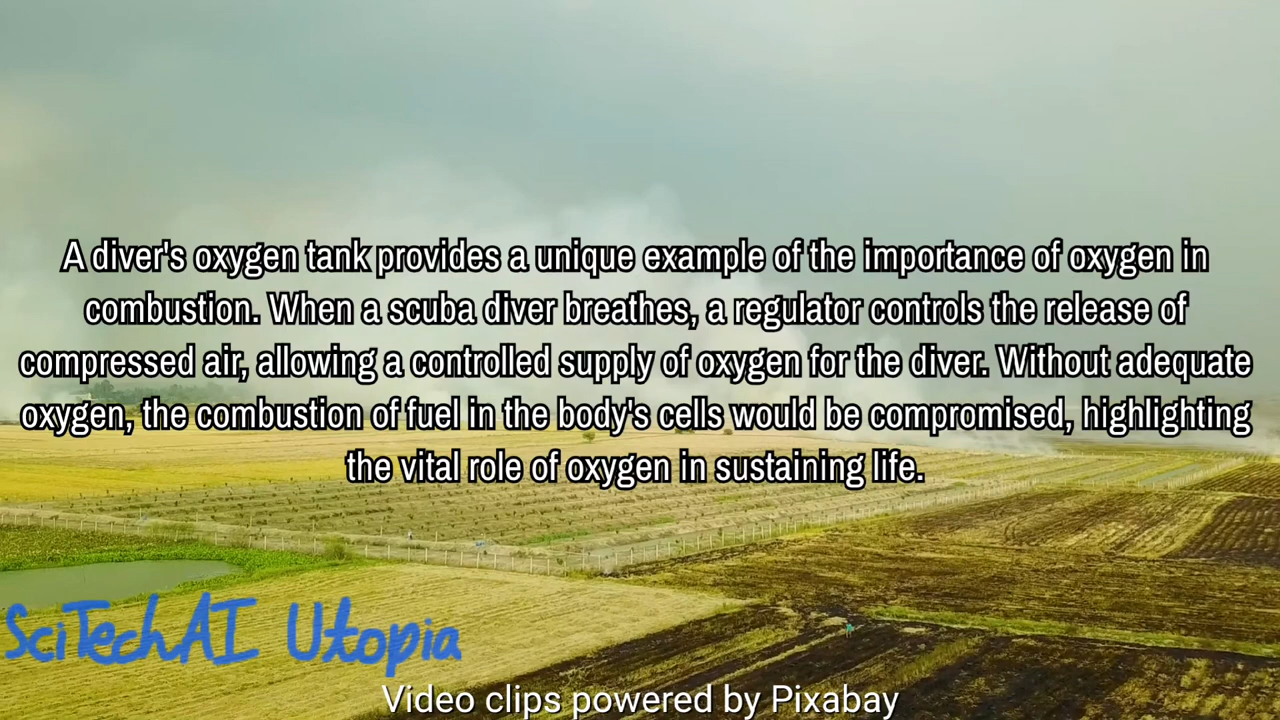 A diver's oxygen tank provides a unique example of the importance of oxygen in
combustion. When a scuba diver breathes, a regulator controls the release of
compressed air, allowing a controlled supply of oxygen for the diver. Without adequate
oxygen, the combustion of fuel in the body's cells would be compromised, highlighting
the vital role of oxygen in sustaining life.
SciTechAI Utopia
Video clips powered by Pixabay